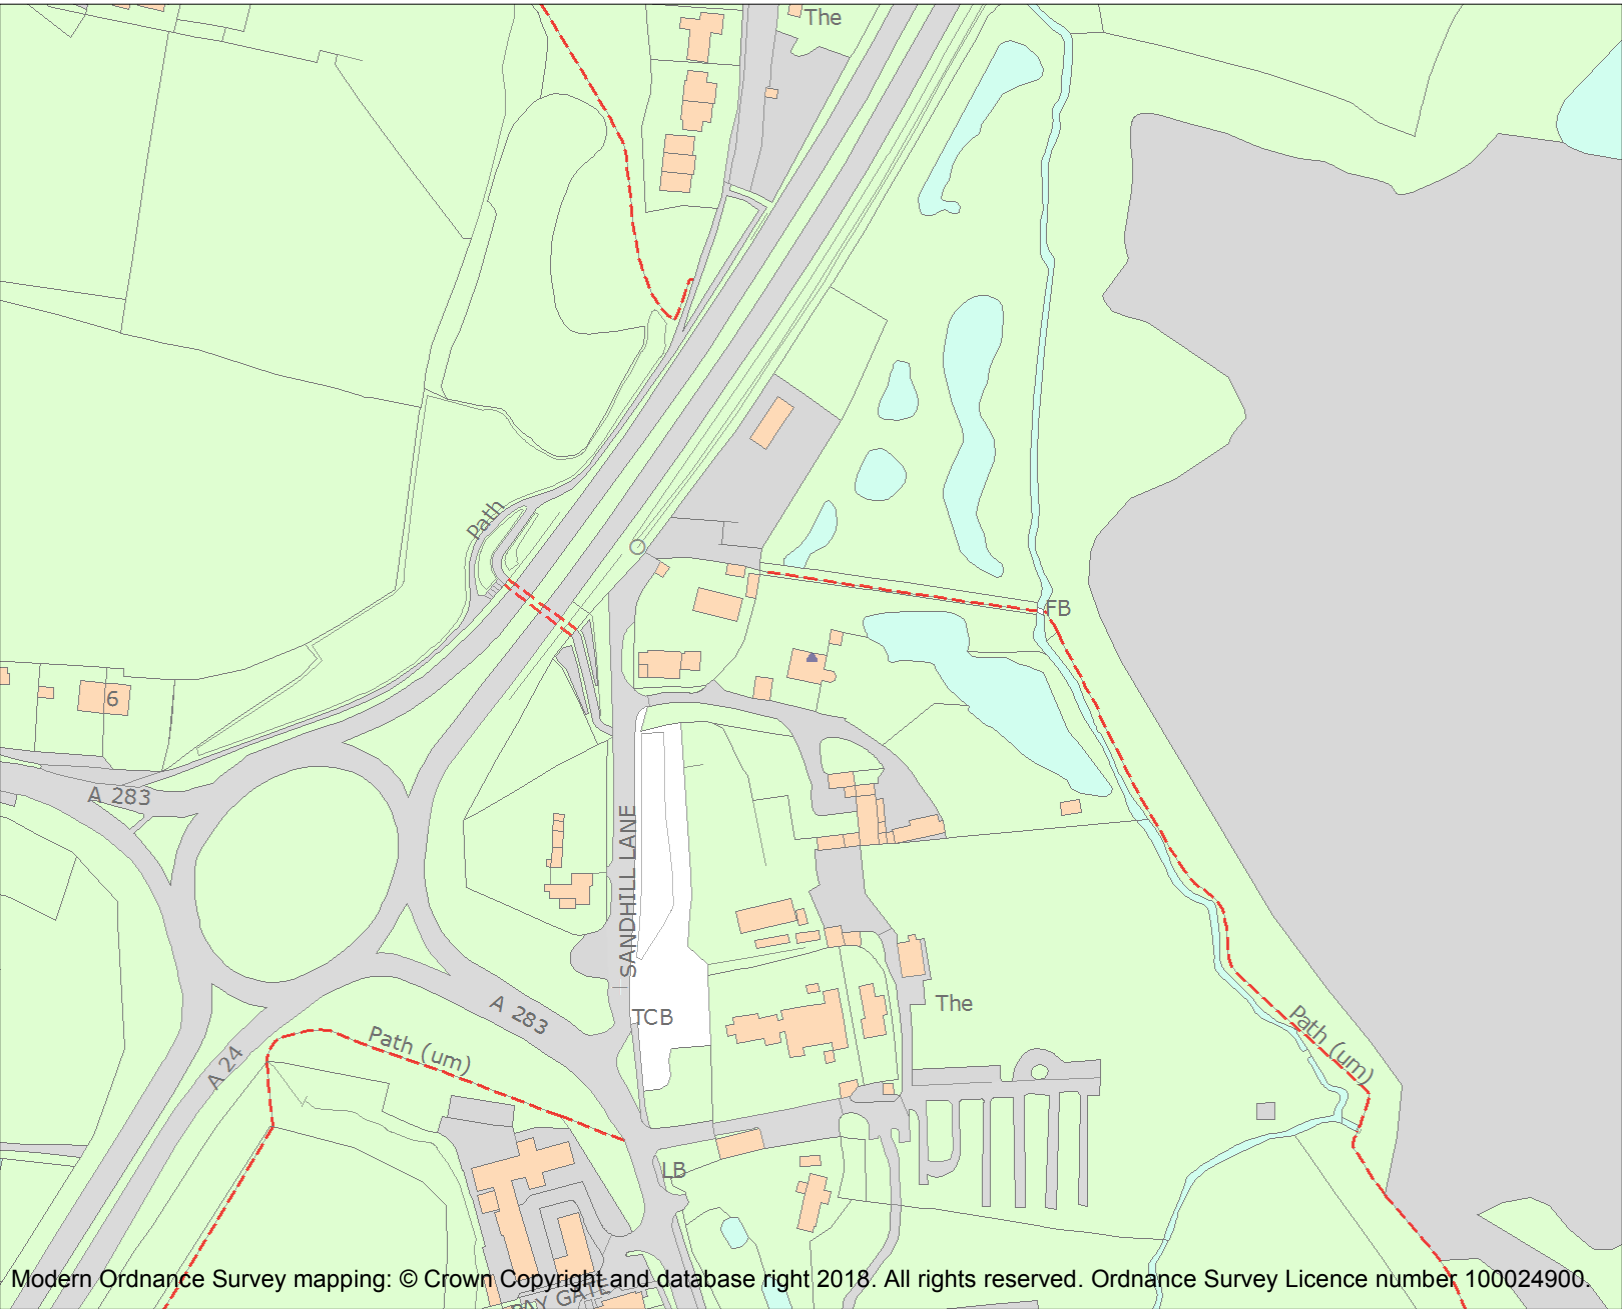 The
Path
FB
6
A 283
SANDHILL LANE
A 283
TCB
The
Path (um)
Path (um)
A 24
LB
Modern Ordnance Survey mapping: © Crown Copyright and database right 2018. All rights reserved. Ordnance Survey Licence number 100024900.